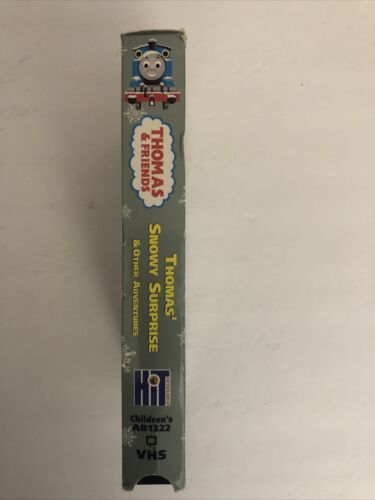 THOMAS
& FRIENDS
THOMAS'
SNOWY SURPRISE
& OTHER ADVENTURES
HiT
Children's
AB1322
VHS